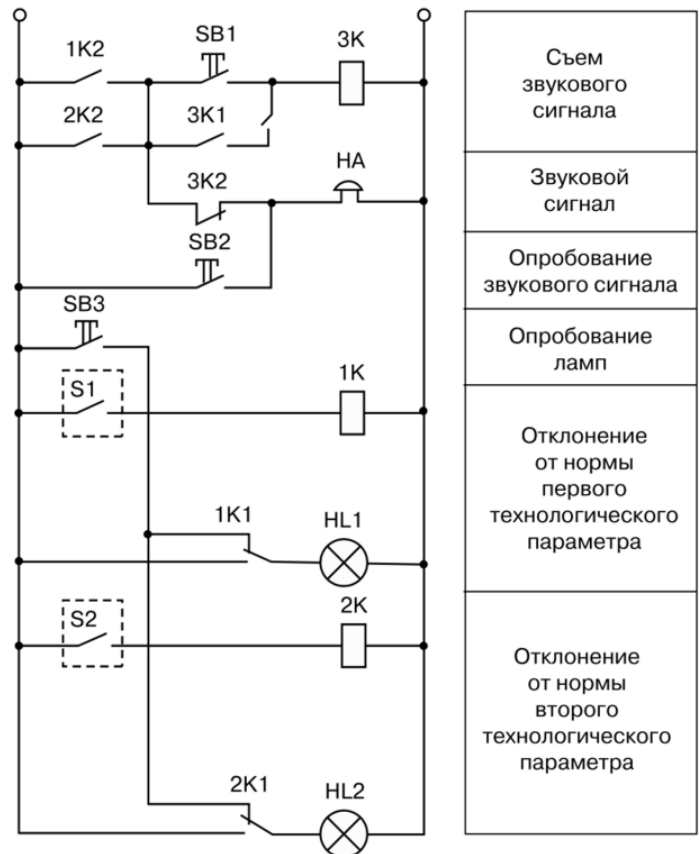 1K2
SB1
3K
2K2
3K1
HA
3K2
SB2
SB3
S1
1K
1K1
HL1
S2
2K
2K1
HL2
Съем
звукового
сигнала
Звуковой
сигнал
Опробование
звукового сигнала
Опробование
ламп
Отклонение
от нормы
первого
технологического
параметра
Отклонение
от нормы
второго
технологического
параметра